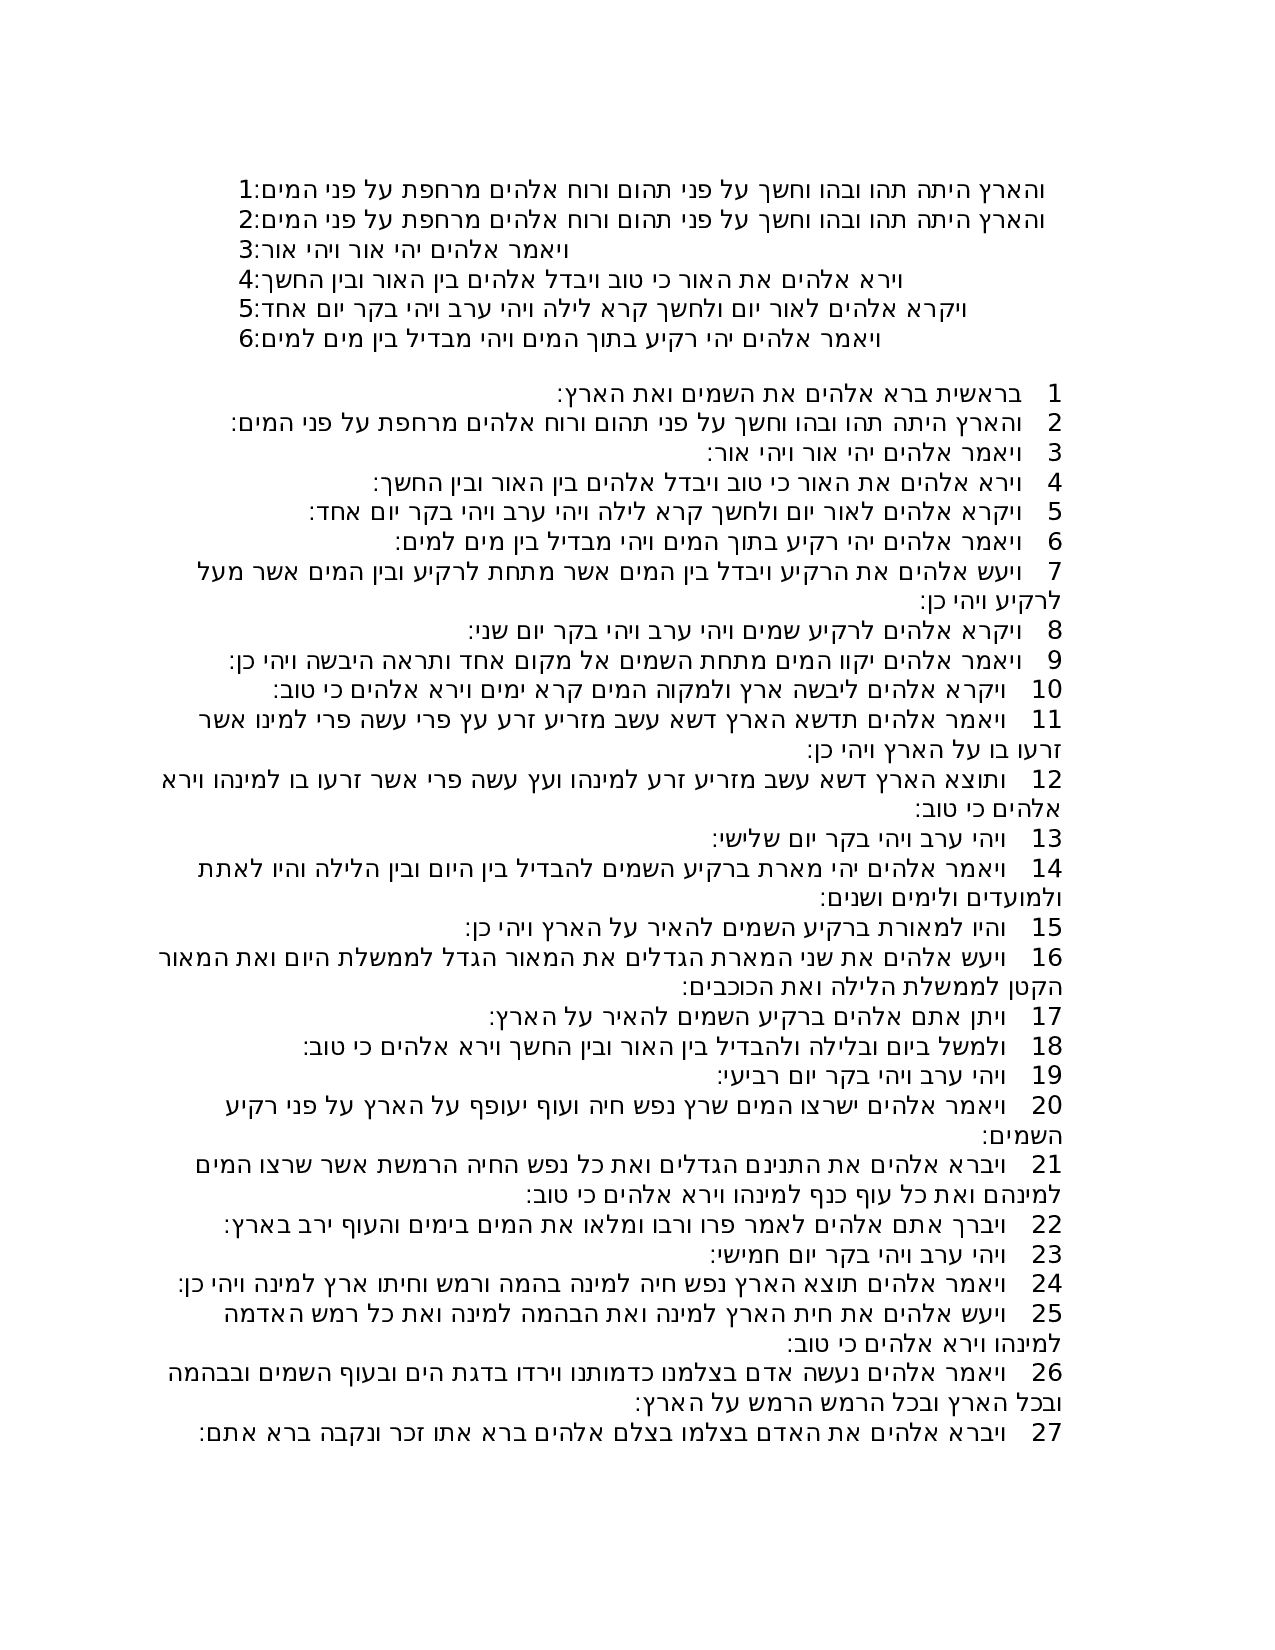 והארץ היתה תהו ובהו וחשך על פני תהום ורוח אלהים מרחפת על פני המים:1
והארץ היתה תהו ובהו וחשך על פני תהום ורוח אלהים מרחפת על פני המים:2
ויאמר אלהים יהי אור ויהי אור:3
וירא אלהים את האור כי טוב ויבדל אלהים בין האור ובין החשך:4
ויקרא אלהים לאור יום ולחשך קרא לילה ויהי ערב ויהי בקר יום אחד:5
ויאמר אלהים יהי רקיע בתוך המים ויהי מבדיל בין מים למים:6
1 בראשית ברא אלהים את השמים ואת הארץ:
2 והארץ היתה תהו ובהו וחשך על פני תהום ורוח אלהים מרחפת על פני המים:
3 ויאמר אלהים יהי אור ויהי אור:
4 וירא אלהים את האור כי טוב ויבדל אלהים בין האור ובין החשך:
5 ויקרא אלהים לאור יום ולחשך קרא לילה ויהי ערב ויהי בקר יום אחד:
6 ויאמר אלהים יהי רקיע בתוך המים ויהי מבדיל בין מים למים:
7 ויעש אלהים את הרקיע ויבדל בין המים אשר מתחת לרקיע ובין המים אשר מעל
לרקיע ויהי כן:
8 ויקרא אלהים לרקיע שמים ויהי ערב ויהי בקר יום שני:
9 ויאמר אלהים יקוו המים מתחת השמים אל מקום אחד ותראה היבשה ויהי כן:
10 ויקרא אלהים ליבשה ארץ ולמקוה המים קרא ימים וירא אלהים כי טוב:
11 ויאמר אלהים תדשא הארץ דשא עשב מזריע זרע עץ פרי עשה פרי למינו אשר
זרעו בו על הארץ ויהי כן:
12 ותוצא הארץ דשא עשב מזריע זרע למינהו ועץ עשה פרי אשר זרעו בו למינהו וירא
אלהים כי טוב:
13 ויהי ערב ויהי בקר יום שלישי:
14 ויאמר אלהים יהי מארת ברקיע השמים להבדיל בין היום ובין הלילה והיו לאתת
ולמועדים ולימים ושנים:
15 והיו למאורת ברקיע השמים להאיר על הארץ ויהי כן:
16 ויעש אלהים את שני המארת הגדלים את המאור הגדל לממשלת היום ואת המאור
הקטן לממשלת הלילה ואת הכוכבים:
17 ויתן אתם אלהים ברקיע השמים להאיר על הארץ:
18 ולמשל ביום ובלילה ולהבדיל בין האור ובין החשך וירא אלהים כי טוב:
19 ויהי ערב ויהי בקר יום רביעי:
20 ויאמר אלהים ישרצו המים שרץ נפש חיה ועוף יעופף על הארץ על פני רקיע
השמים:
21 ויברא אלהים את התנינם הגדלים ואת כל נפש החיה הרמשת אשר שרצו המים
למינהם ואת כל עוף כנף למינהו וירא אלהים כי טוב:
22 ויברך אתם אלהים לאמר פרו ורבו ומלאו את המים בימים והעוף ירב בארץ:
23 ויהי ערב ויהי בקר יום חמישי:
24 ויאמר אלהים תוצא הארץ נפש חיה למינה בהמה ורמש וחיתו ארץ למינה ויהי כן:
25 ויעש אלהים את חית הארץ למינה ואת הבהמה למינה ואת כל רמש האדמה
למינהו וירא אלהים כי טוב:
26 ויאמר אלהים נעשה אדם בצלמנו כדמותנו וירדו בדגת הים ובעוף השמים ובבהמה
ובכל הארץ ובכל הרמש הרמש על הארץ:
27 ויברא אלהים את האדם בצלמו בצלם אלהים ברא אתו זכר ונקבה ברא אתם: